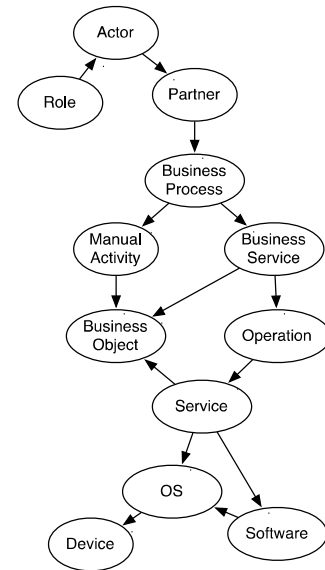 Actor
Role
Partner
Business
Process
Manual
Activity
Business
Service
Business
Object
Operation
Service
OS
Device
Software